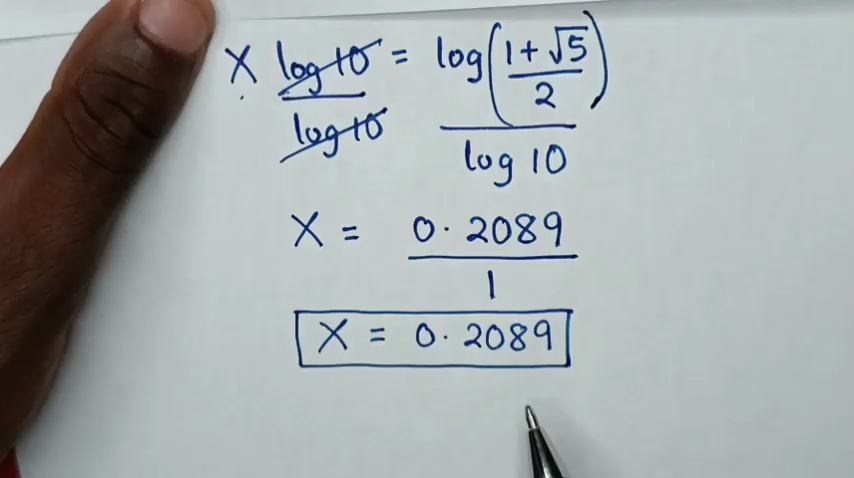 X log 10 = log(1 + √5
2)
log 10 log 10
X = 0.2089
1
X = 0.2089